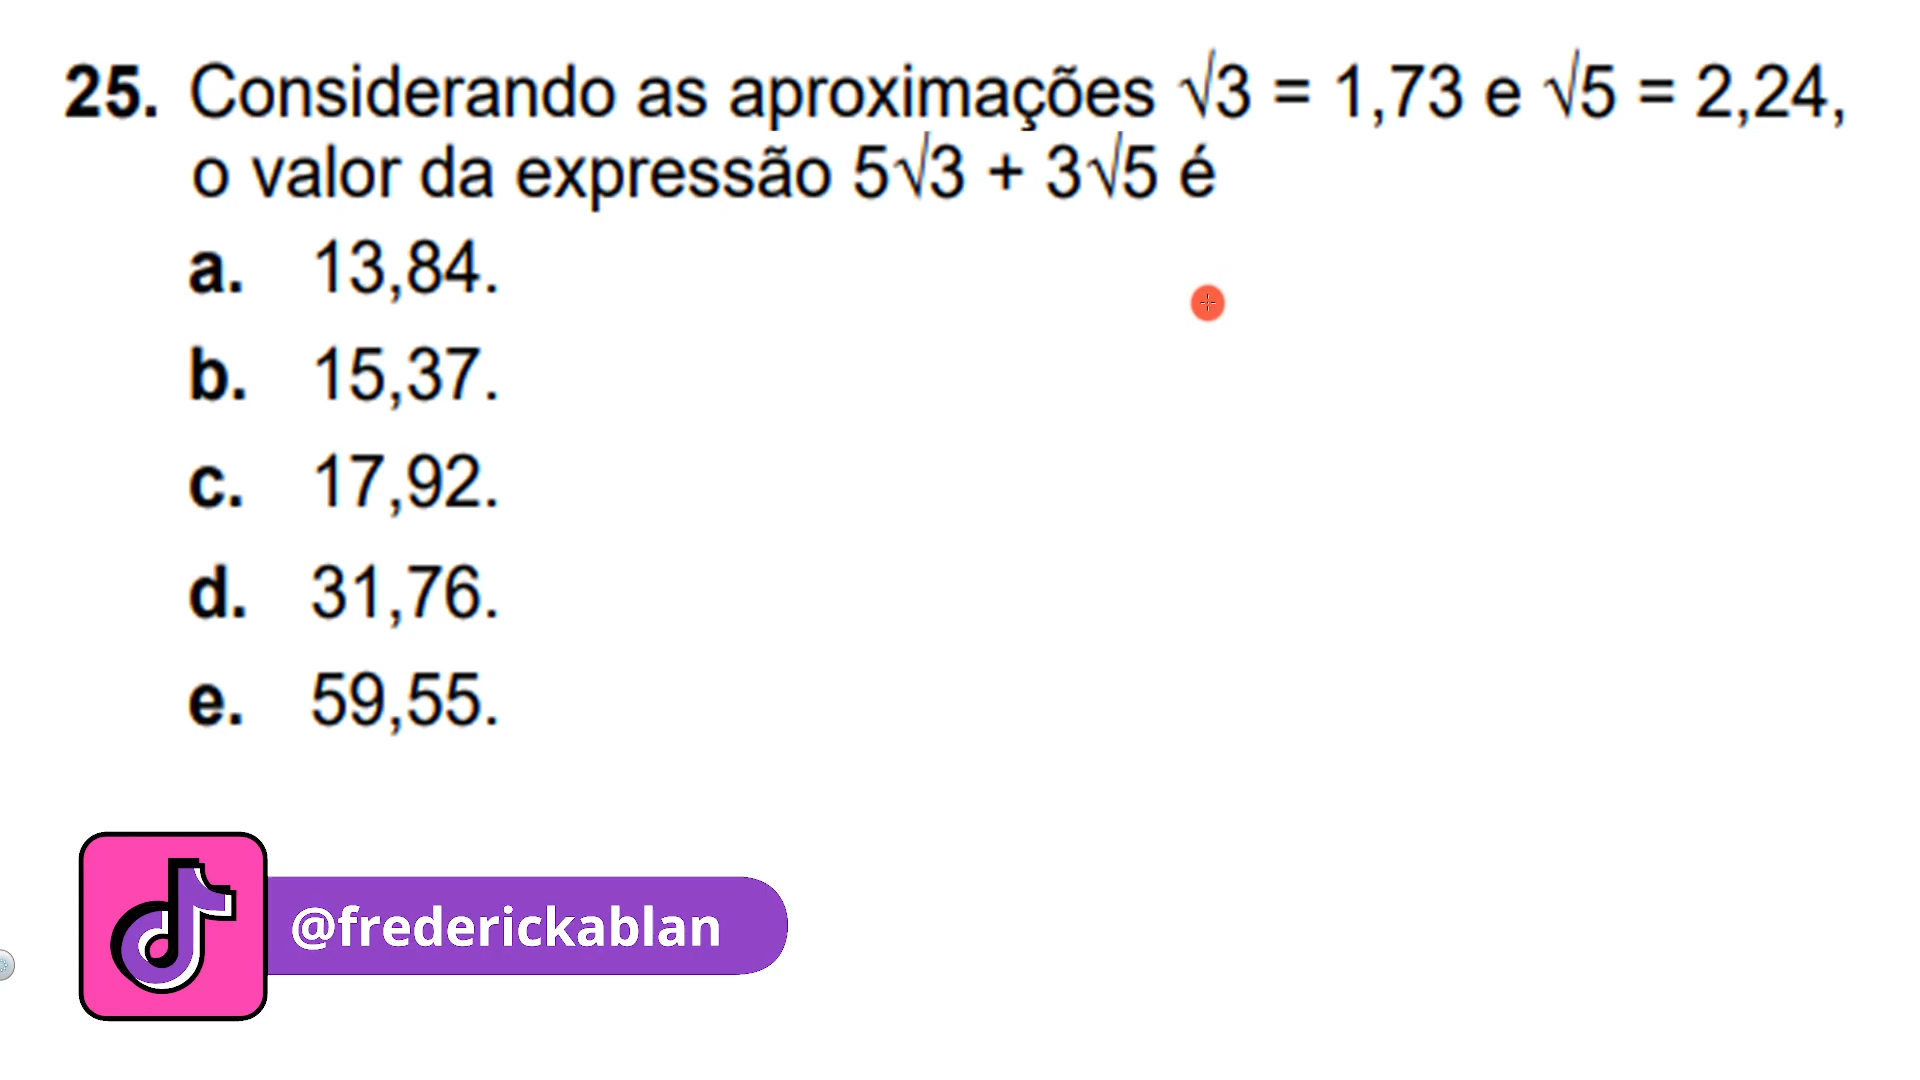 25. Considerando as aproximações √3 = 1,73 e √5 = 2,24,
o valor da expressão 5√3 + 3√5 é
a. 13,84.
b. 15,37.
c. 17,92.
d. 31,76.
e. 59,55.
@frederickablan